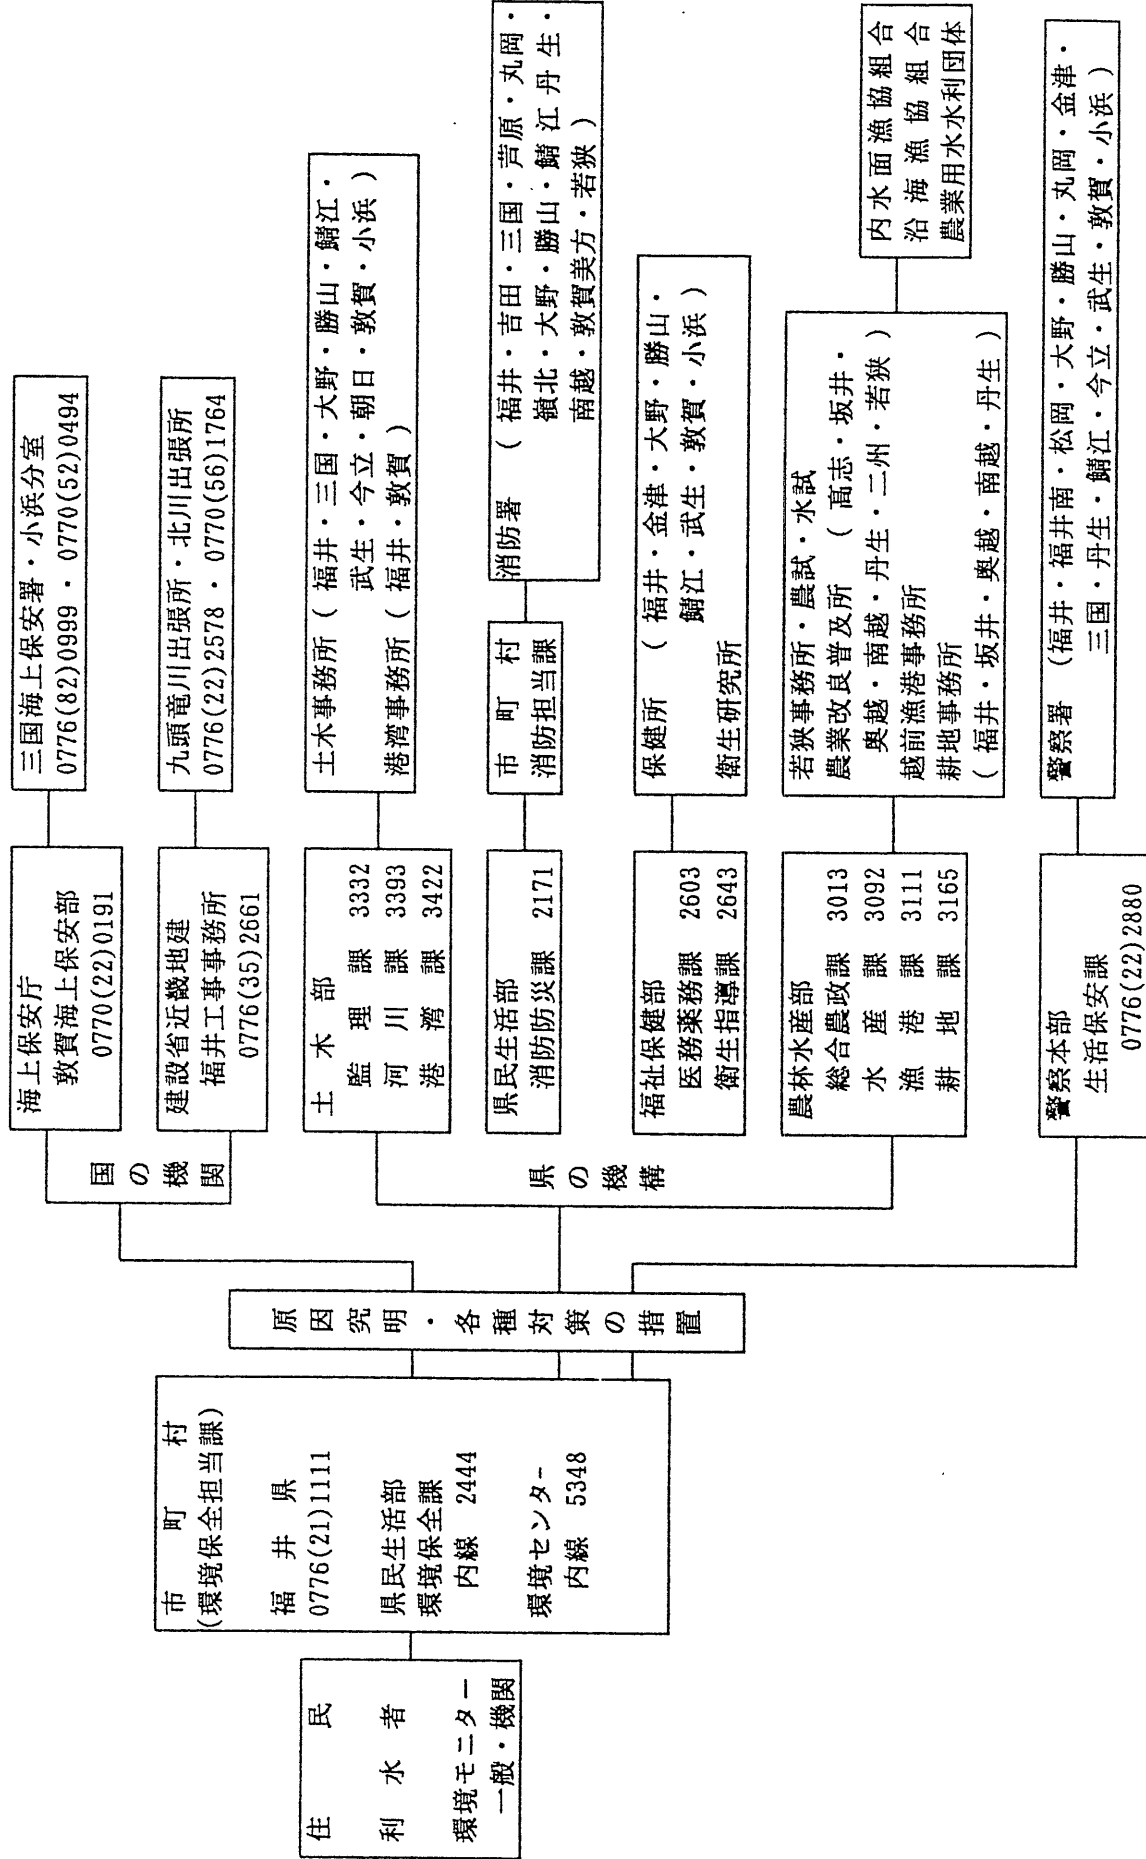 住民
利水者
環境モニター
一般・機関
市町村
(環境保全担当課)
福井県
0776(21)1111
県民生活部
環境保全課
内線 2444
環境センター
内線 5348
原因究明・各種対策の措置
国の機関
海上保安庁
敦賀海上保安部
0770(22)0191
三国海上保安署・小浜分室
0776(82)0999・0770(52)0494
建設省近畿地建
福井工事事務所
0776(35)2661
九頭竜川出張所・北川出張所
0776(22)2578・0770(56)1764
県の機構
土木部
監理課 3332
河川課 3393
港湾課 3422
土木事務所(福井・三国・大野・勝山・鯖江・
武生・今立・朝日・敦賀・小浜)
港湾事務所(福井・敦賀)
県民生活部
消防防災課 2171
市町村
消防担当課
消防署 (福井・吉田・三国・芦原・丸岡・
嶺北・大野・勝山・鯖江丹生・
南越・敦賀美方・若狭)
福祉保健部
医務薬務課 2603
衛生指導課 2643
保健所 (福井・金津・大野・勝山・
鯖江・武生・敦賀・小浜)
衛生研究所
農林水産部
総合農政課 3013
水産課 3092
漁港課 3111
耕地課 3165
若狭事務所・農試・水試
農業改良普及所 (高志・坂井・
奥越・南越・丹生・二州・若狭)
越前漁港事務所
耕地事務所
(福井・坂井・奥越・南越・丹生)
内水面漁協組合
沿海漁協組合
農業用水水利団体
警察本部
生活保安課
0776(22)2880
警察署 (福井・福井南・松岡・大野・勝山・丸岡・金津・
三国・丹生・鯖江・今立・武生・敦賀・小浜)